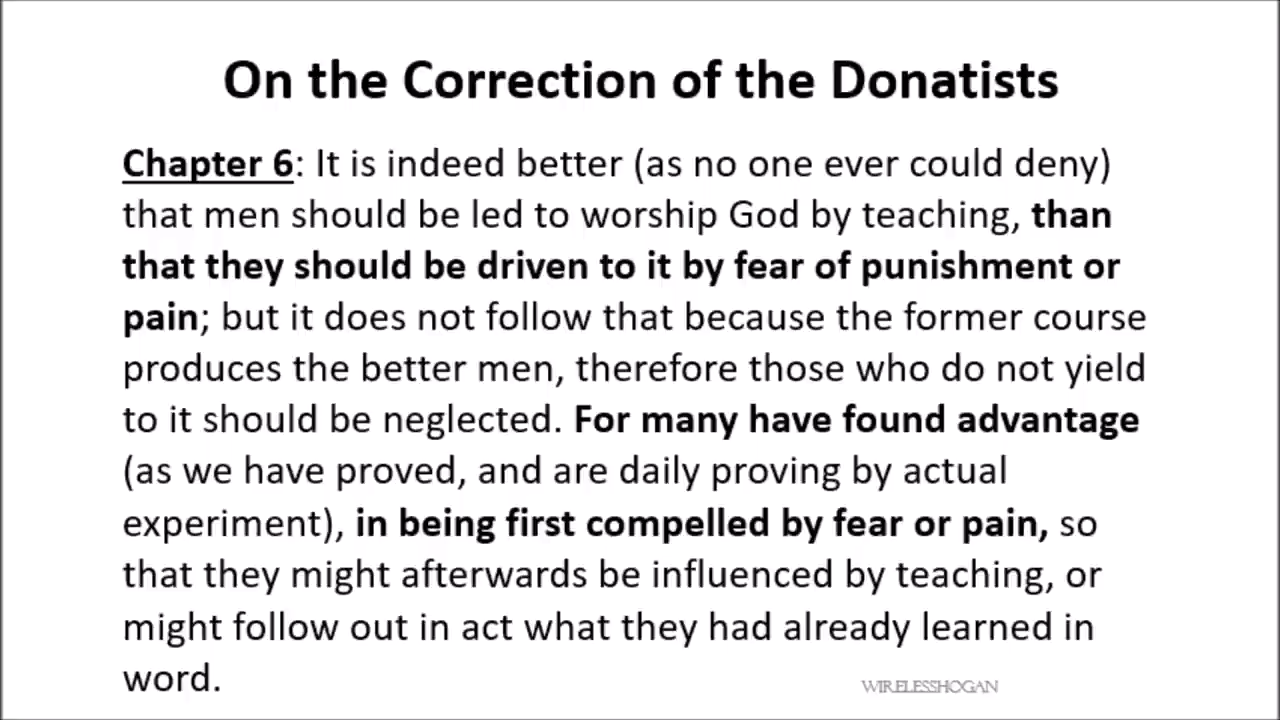 On the Correction of the Donatists
Chapter 6: It is indeed better (as no one ever could deny)
that men should be led to worship God by teaching, than
that they should be driven to it by fear of punishment or
pain; but it does not follow that because the former course
produces the better men, therefore those who do not yield
to it should be neglected. For many have found advantage
(as we have proved, and are daily proving by actual
experiment), in being first compelled by fear or pain, so
that they might afterwards be influenced by teaching, or
might follow out in act what they had already learned in
word.
WIRELESSHOGAN